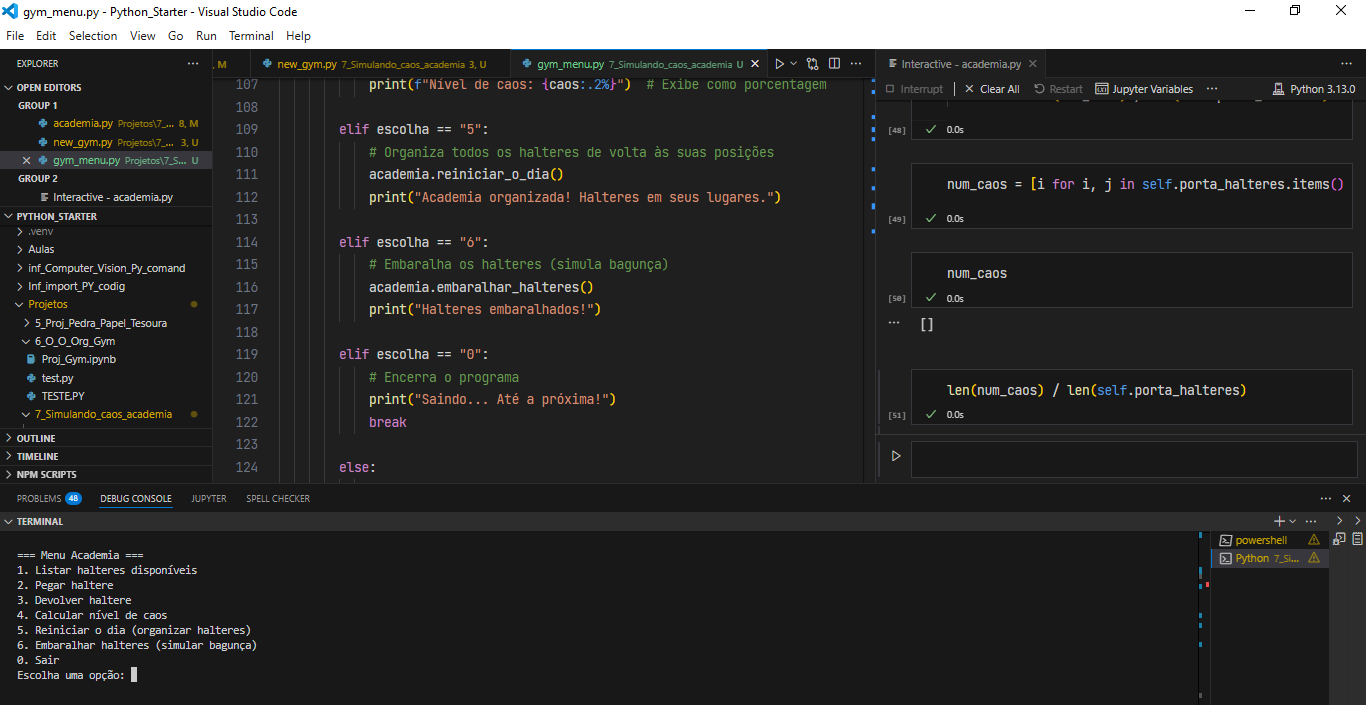 gym_menu.py - Python_Starter - Visual Studio Code
File Edit Selection View Go Run Terminal Help
EXPLORER
OPEN EDITORS
GROUP 1
academia.py Projetos\7_... 8, M
new_gym.py Projetos\7_... 3, U
gym_menu.py Projetos\7_S... U
GROUP 2
Interactive - academia.py
PYTHON_STARTER
.venv
Aulas
inf_Computer_Vision_Py_comand
Inf_import_PY_codig
Projetos
5_Proj_Pedra_Papel_Tesoura
6_O_O_Org_Gym
Proj_Gym.ipynb
test.py
TESTE.PY
7_Simulando_caos_academia
OUTLINE
TIMELINE
NPM SCRIPTS
, M new_gym.py 7_Simulando_caos_academia 3, U gym_menu.py 7_Simulando_caos_academia U
107 print(f"Nível de caos: {caos:.2%}") # Exibe como porcentagem
108
109 elif escolha == "5":
110 # Organiza todos os halteres de volta às suas posições
111 academia.reiniciar_o_dia()
112 print("Academia organizada! Halteres em seus lugares.")
113
114 elif escolha == "6":
115 # Embaralha os halteres (simula bagunça)
116 academia.embaralhar_halteres()
117 print("Halteres embaralhados!")
118
119 elif escolha == "0":
120 # Encerra o programa
121 print("Saindo... Até a próxima!")
122 break
123
124 else:
Interactive - academia.py
Interrupt Clear All Restart Jupyter Variables ... Python 3.13.0
[48] 0.0s
num_caos = [i for i, j in self.porta_halteres.items()
[49] 0.0s
num_caos
[50] 0.0s
[]
len(num_caos) / len(self.porta_halteres)
[51] 0.0s
PROBLEMS 48 DEBUG CONSOLE JUPYTER SPELL CHECKER
TERMINAL
=== Menu Academia ===
1. Listar halteres disponíveis
2. Pegar haltere
3. Devolver haltere
4. Calcular nível de caos
5. Reiniciar o dia (organizar halteres)
6. Embaralhar halteres (simular bagunça)
0. Sair
Escolha uma opção:
powershell
Python 7_Si...